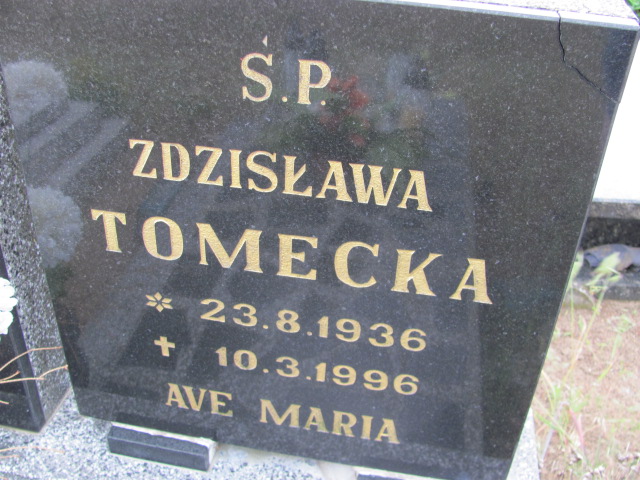 Ś.P.
ZDZISŁAWA
TOMECKA
* 23.8.1936
✝ 10.3.1996
AVE MARIA